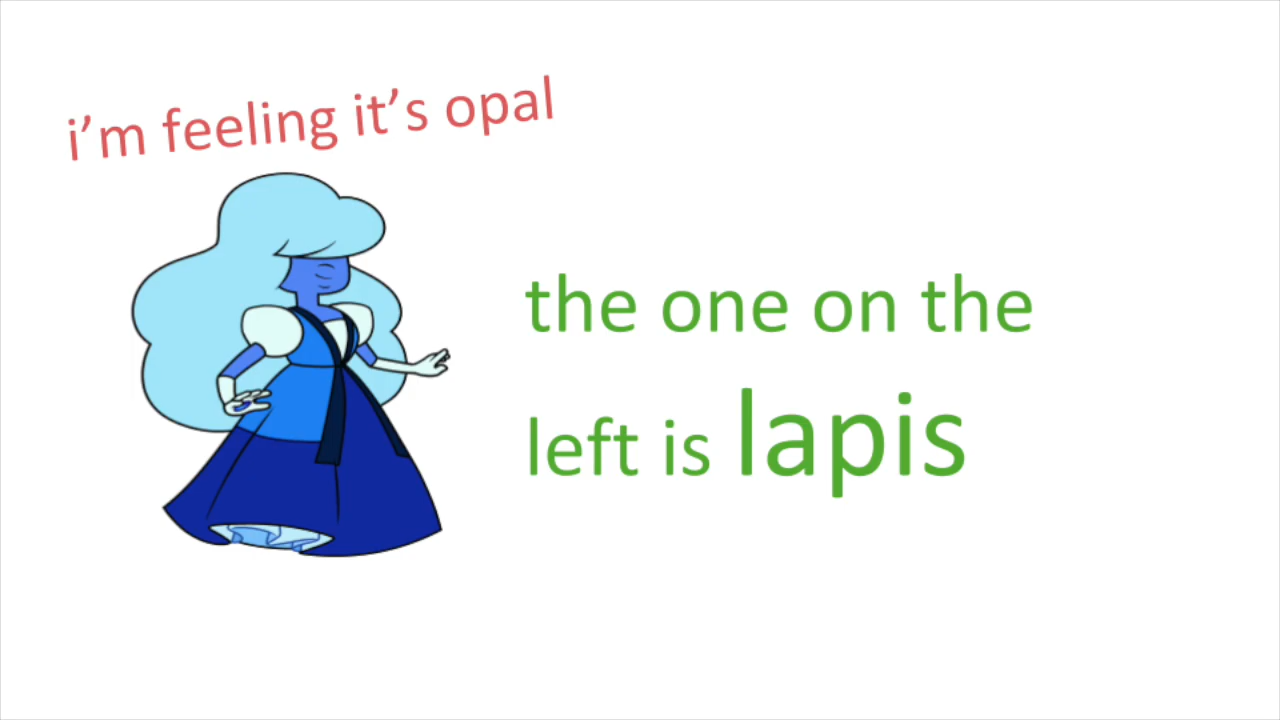 i’m feeling it’s opal
the one on the
left is lapis